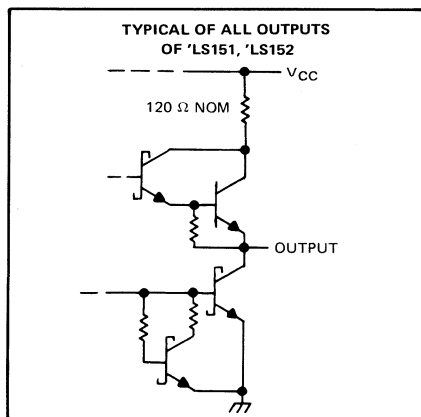 TYPICAL OF ALL OUTPUTS
OF 'LS151, 'LS152
VCC
120 Ω NOM
OUTPUT